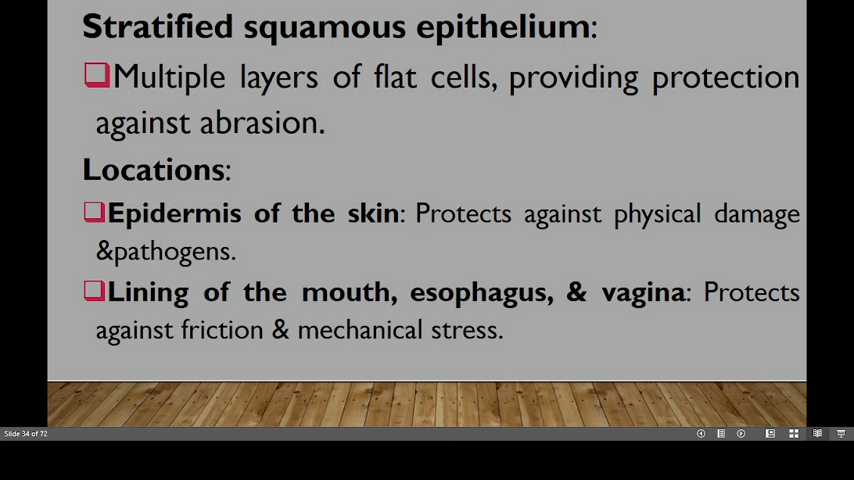 Stratified squamous epithelium:
Multiple layers of flat cells, providing protection
against abrasion.
Locations:
Epidermis of the skin: Protects against physical damage
&pathogens.
Lining of the mouth, esophagus, & vagina: Protects
against friction & mechanical stress.
Slide 34 of 72